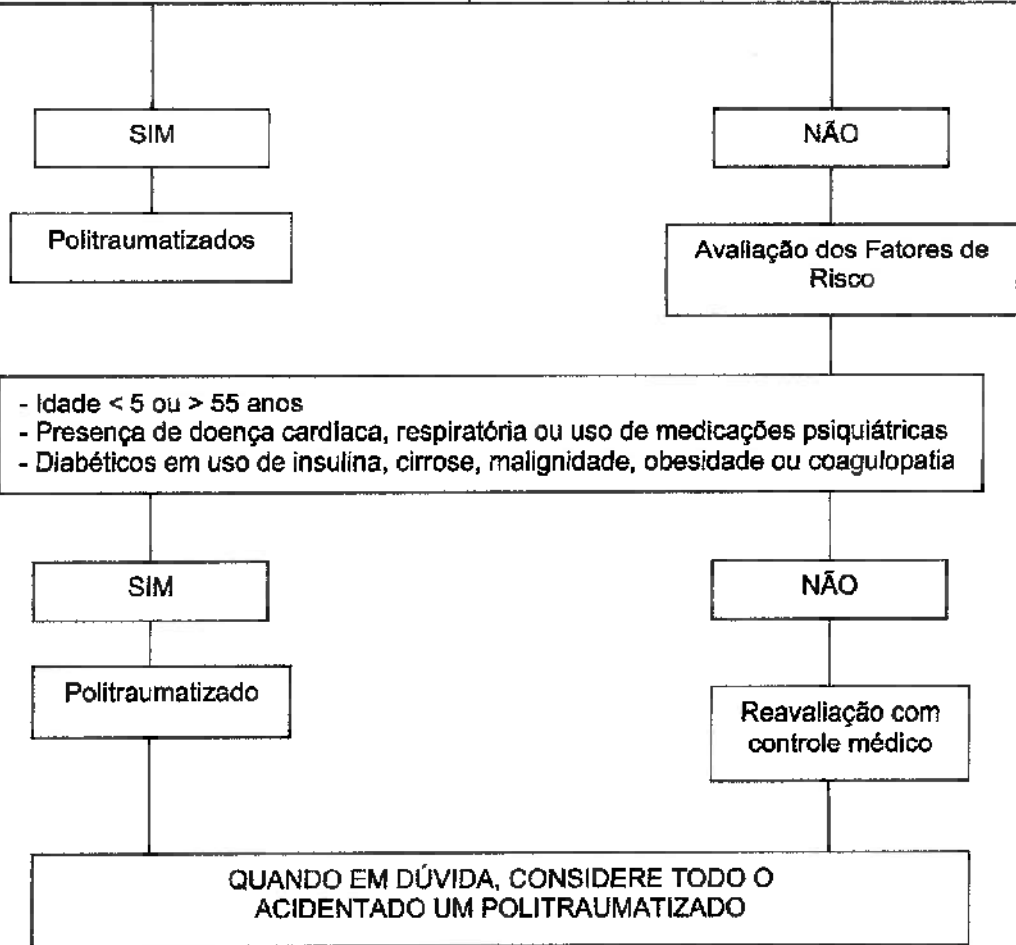 SIM
NÃO
Politraumatizados
Avaliação dos Fatores de
Risco
- Idade < 5 ou > 55 anos
- Presença de doença cardíaca, respiratória ou uso de medicações psiquiátricas
- Diabéticos em uso de insulina, cirrose, malignidade, obesidade ou coagulopatia
SIM
NÃO
Politraumatizado
Reavaliação com
controle médico
QUANDO EM DÚVIDA, CONSIDERE TODO O
ACIDENTADO UM POLITRAUMATIZADO